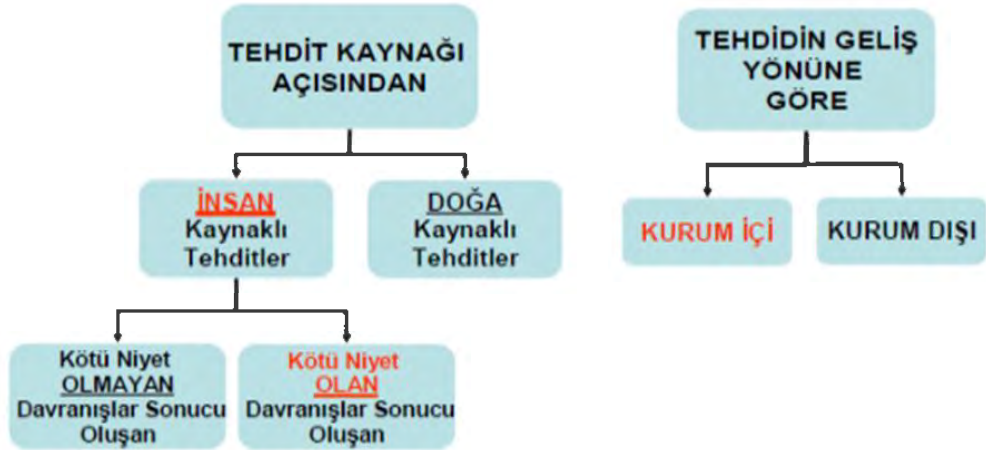 TEHDİT KAYNAĞI
AÇISINDAN
TEHDİDİN GELİŞ
YÖNÜNE
GÖRE
İNSAN
Kaynaklı
Tehditler
DOĞA
Kaynaklı
Tehditler
KURUM İÇİ
KURUM DIŞI
Kötü Niyet
OLMAYAN
Davranışlar Sonucu
Oluşan
Kötü Niyet
OLAN
Davranışlar Sonucu
Oluşan